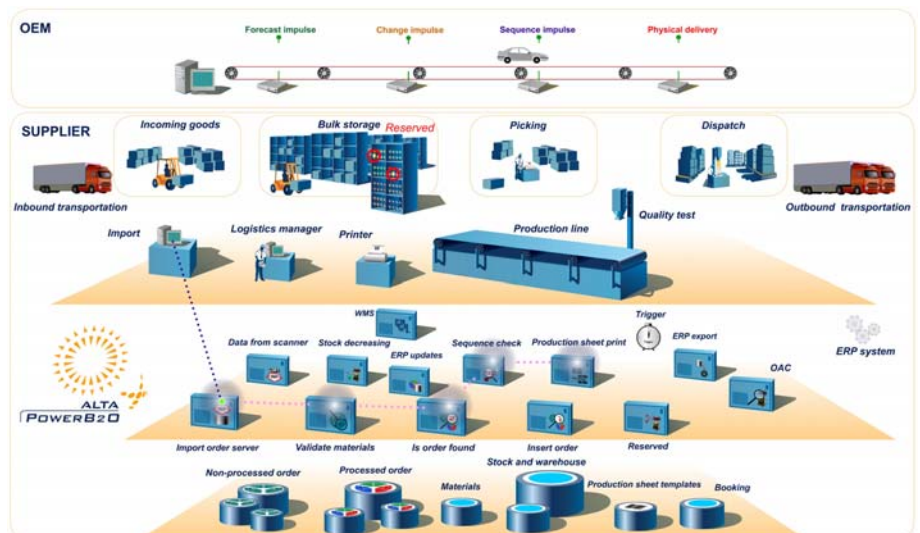 OEM
Forecast impulse
Change impulse
Sequence impulse
Physical delivery
SUPPLIER
Incoming goods
Bulk storage
Reserved
Picking
Dispatch
Inbound transportation
Outbound transportation
Quality test
Import
Logistics manager
Printer
Production line
WMS
Trigger
Data from scanner
Stock decreasing
ERP updates
Sequence check
Production sheet print
ERP export
ERP system
OAC
ALTA
POWERB2O
Import order server
Validate materials
Is order found
Insert order
Reserved
Non-processed order
Processed order
Materials
Stock and warehouse
Production sheet templates
Booking